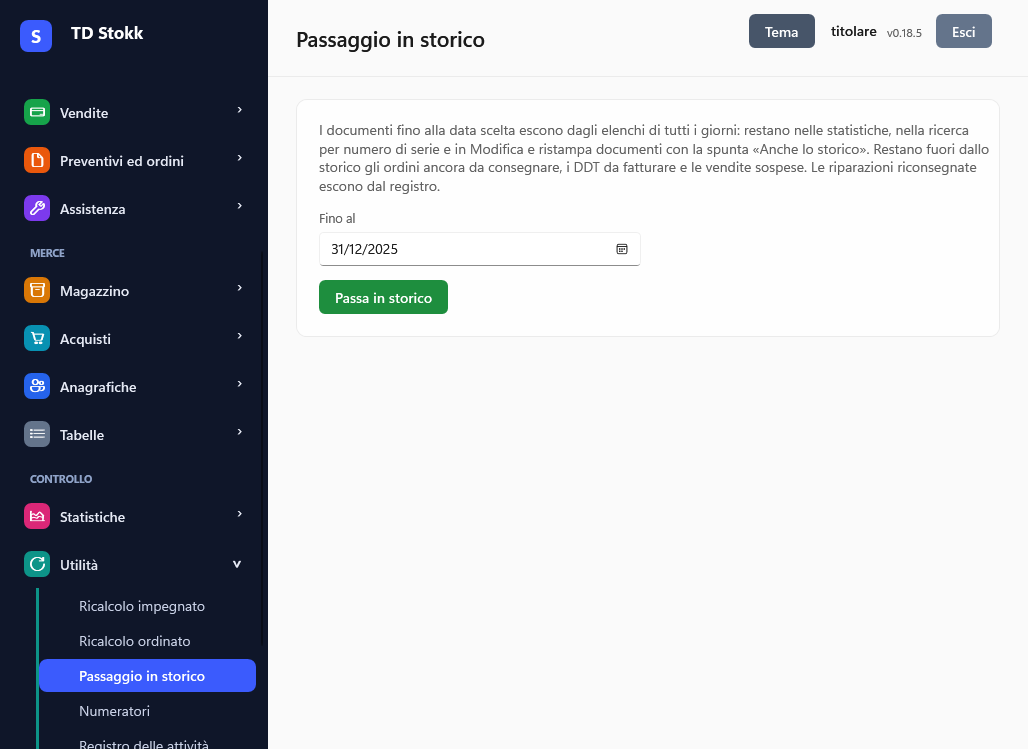 S
TD Stokk
Passaggio in storico
Tema
titolare
v0.18.5
Esci
Vendite
Preventivi ed ordini
Assistenza
MERCE
Magazzino
Acquisti
Anagrafiche
Tabelle
CONTROLLO
Statistiche
Utilità
Ricalcolo impegnato
Ricalcolo ordinato
Passaggio in storico
Numeratori
Registro delle attività
I documenti fino alla data scelta escono dagli elenchi di tutti i giorni: restano nelle statistiche, nella ricerca
per numero di serie e in Modifica e ristampa documenti con la spunta «Anche lo storico». Restano fuori dallo
storico gli ordini ancora da consegnare, i DDT da fatturare e le vendite sospese. Le riparazioni riconsegnate
escono dal registro.
Fino al
31/12/2025
Passa in storico